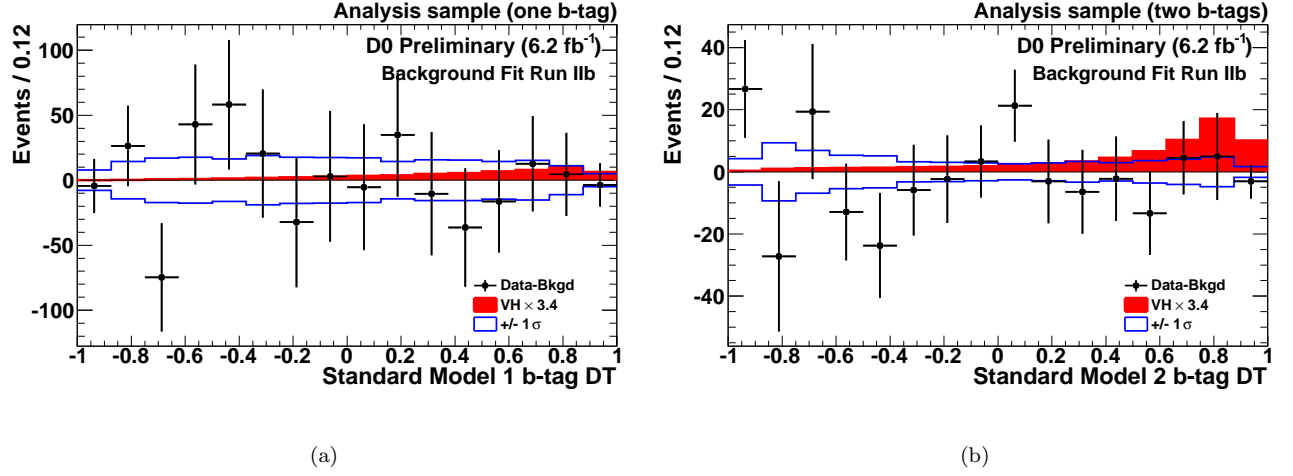 Analysis sample (one b-tag)
Events / 0.12
100
50
0
-50
-100
D0 Preliminary (6.2 fb⁻¹)
Background Fit Run IIb
Data-Bkgd
VH × 3.4
+/- 1 σ
-1 -0.8 -0.6 -0.4 -0.2 0 0.2 0.4 0.6 0.8 1
Standard Model 1 b-tag DT
(a)
Analysis sample (two b-tags)
Events / 0.12
40
20
0
-20
-40
D0 Preliminary (6.2 fb⁻¹)
Background Fit Run IIb
Data-Bkgd
VH × 3.4
+/- 1 σ
-1 -0.8 -0.6 -0.4 -0.2 0 0.2 0.4 0.6 0.8 1
Standard Model 2 b-tag DT
(b)